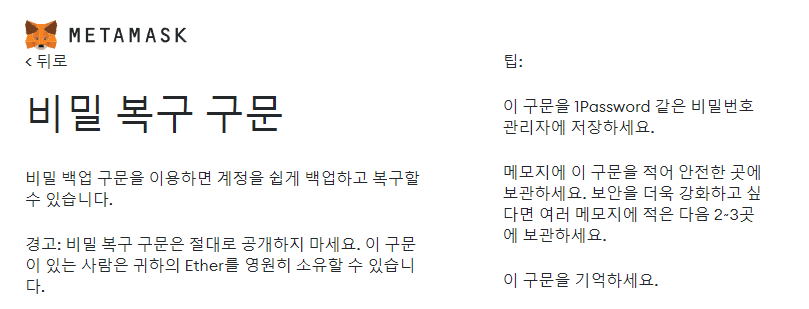 METAMASK
< 뒤로
비밀 복구 구문
비밀 백업 구문을 이용하면 계정을 쉽게 백업하고 복구할
수 있습니다.
경고: 비밀 복구 구문은 절대로 공개하지 마세요. 이 구문
이 있는 사람은 귀하의 Ether를 영원히 소유할 수 있습니
다.
팁:
이 구문을 1Password 같은 비밀번호
관리자에 저장하세요.
메모지에 이 구문을 적어 안전한 곳에
보관하세요. 보안을 더욱 강화하고 싶
다면 여러 메모지에 적은 다음 2~3곳
에 보관하세요.
이 구문을 기억하세요.